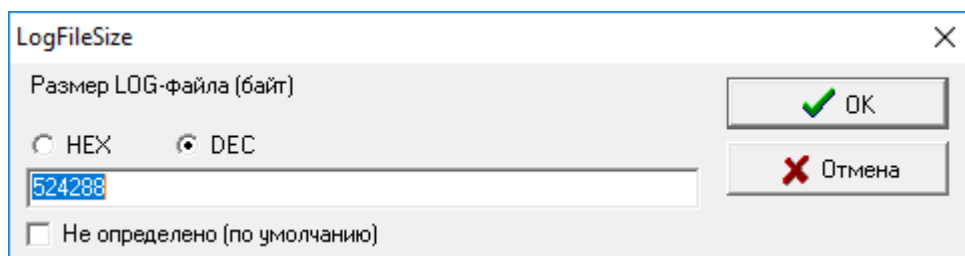 LogFileSize
Размер LOG-файла (байт)
OK
HEX
DEC
524288
Отмена
Не определено (по умолчанию)